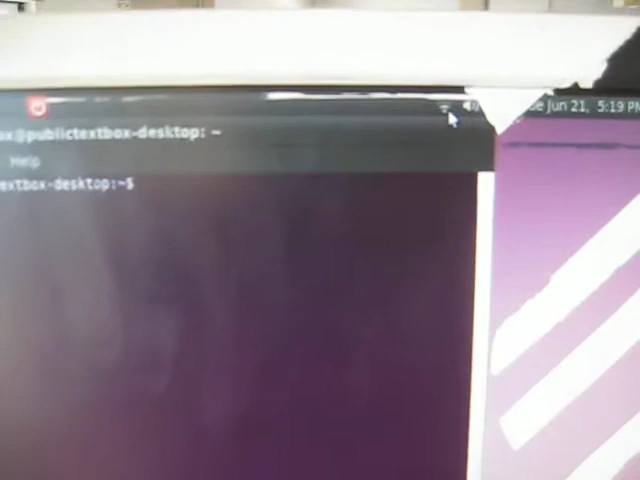 Jun 21, 5:19 PM
@publictextbox-desktop: ~
Help
extbox-desktop:~$